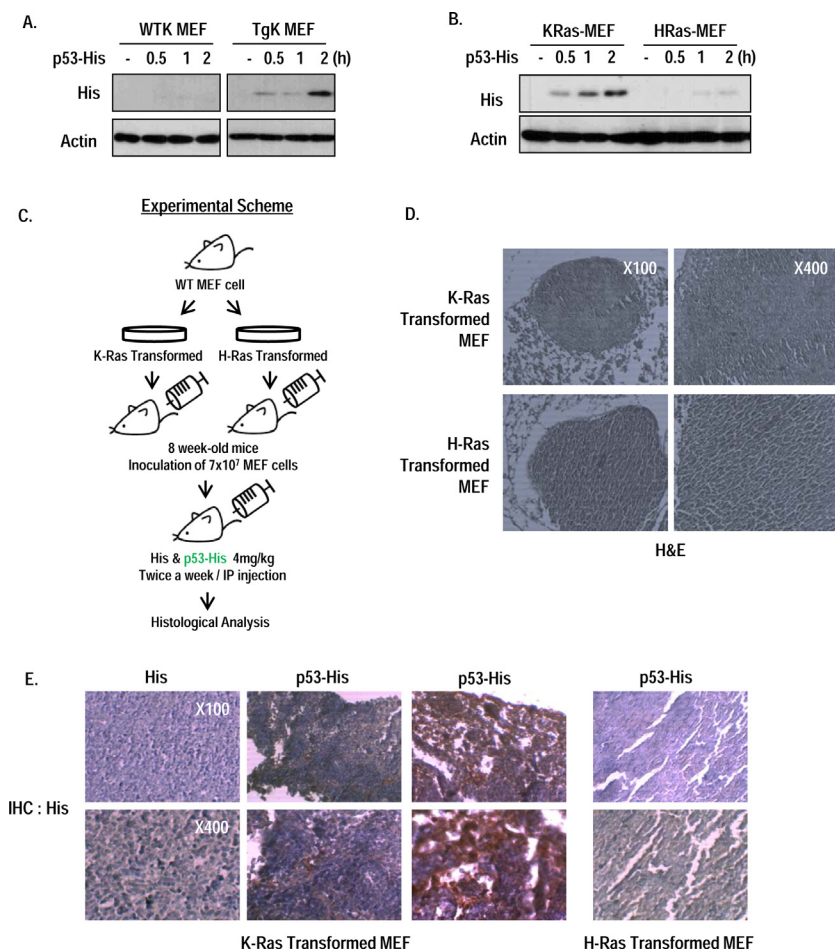 A.
WTK MEF TgK MEF
p53-His - 0.5 1 2 - 0.5 1 2 (h)
His
Actin
B.
KRas-MEF HRas-MEF
p53-His - 0.5 1 2 - 0.5 1 2 (h)
His
Actin
C.
Experimental Scheme
WT MEF cell
K-Ras Transformed H-Ras Transformed
8 week-old mice
Inoculation of 7x10⁷ MEF cells
His & p53-His 4mg/kg
Twice a week / IP injection
Histological Analysis
D.
X100 X400
K-Ras
Transformed
MEF
H-Ras
Transformed
MEF
H&E
E.
His p53-His p53-His p53-His
X100
IHC : His
X400
K-Ras Transformed MEF H-Ras Transformed MEF